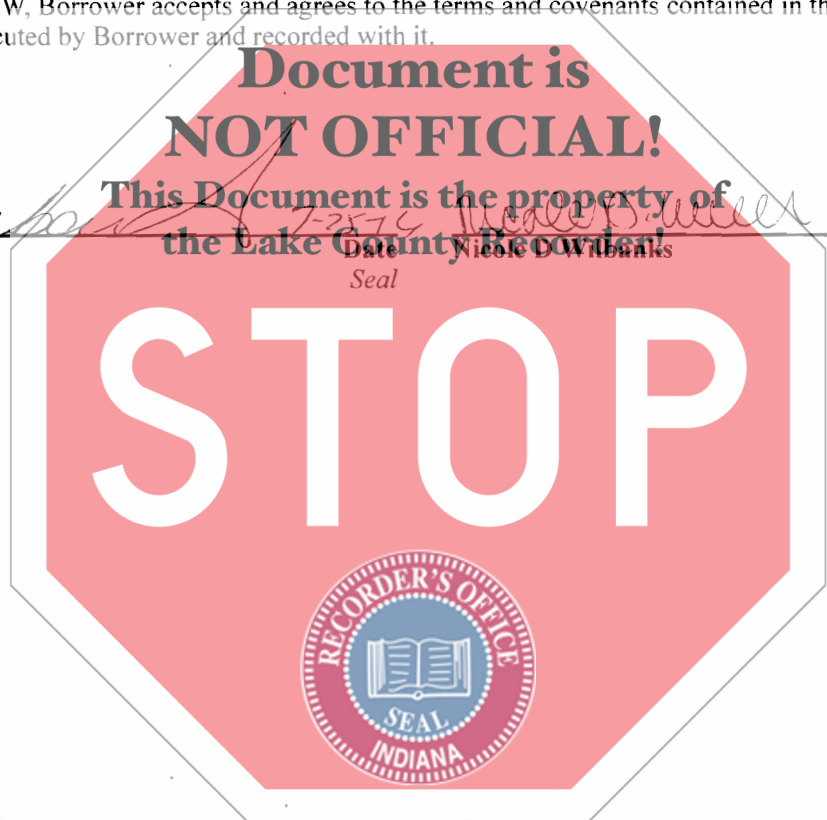 W, Borrower accepts and agrees to the terms and covenants contained in th
cuted by Borrower and recorded with it.
Document is
NOT OFFICIAL!
This Document is the property of
the Lake County Recorder!
Date Nicole D Wilbanks
Seal
STOP
RECORDER'S OFFICE
SEAL
INDIANA